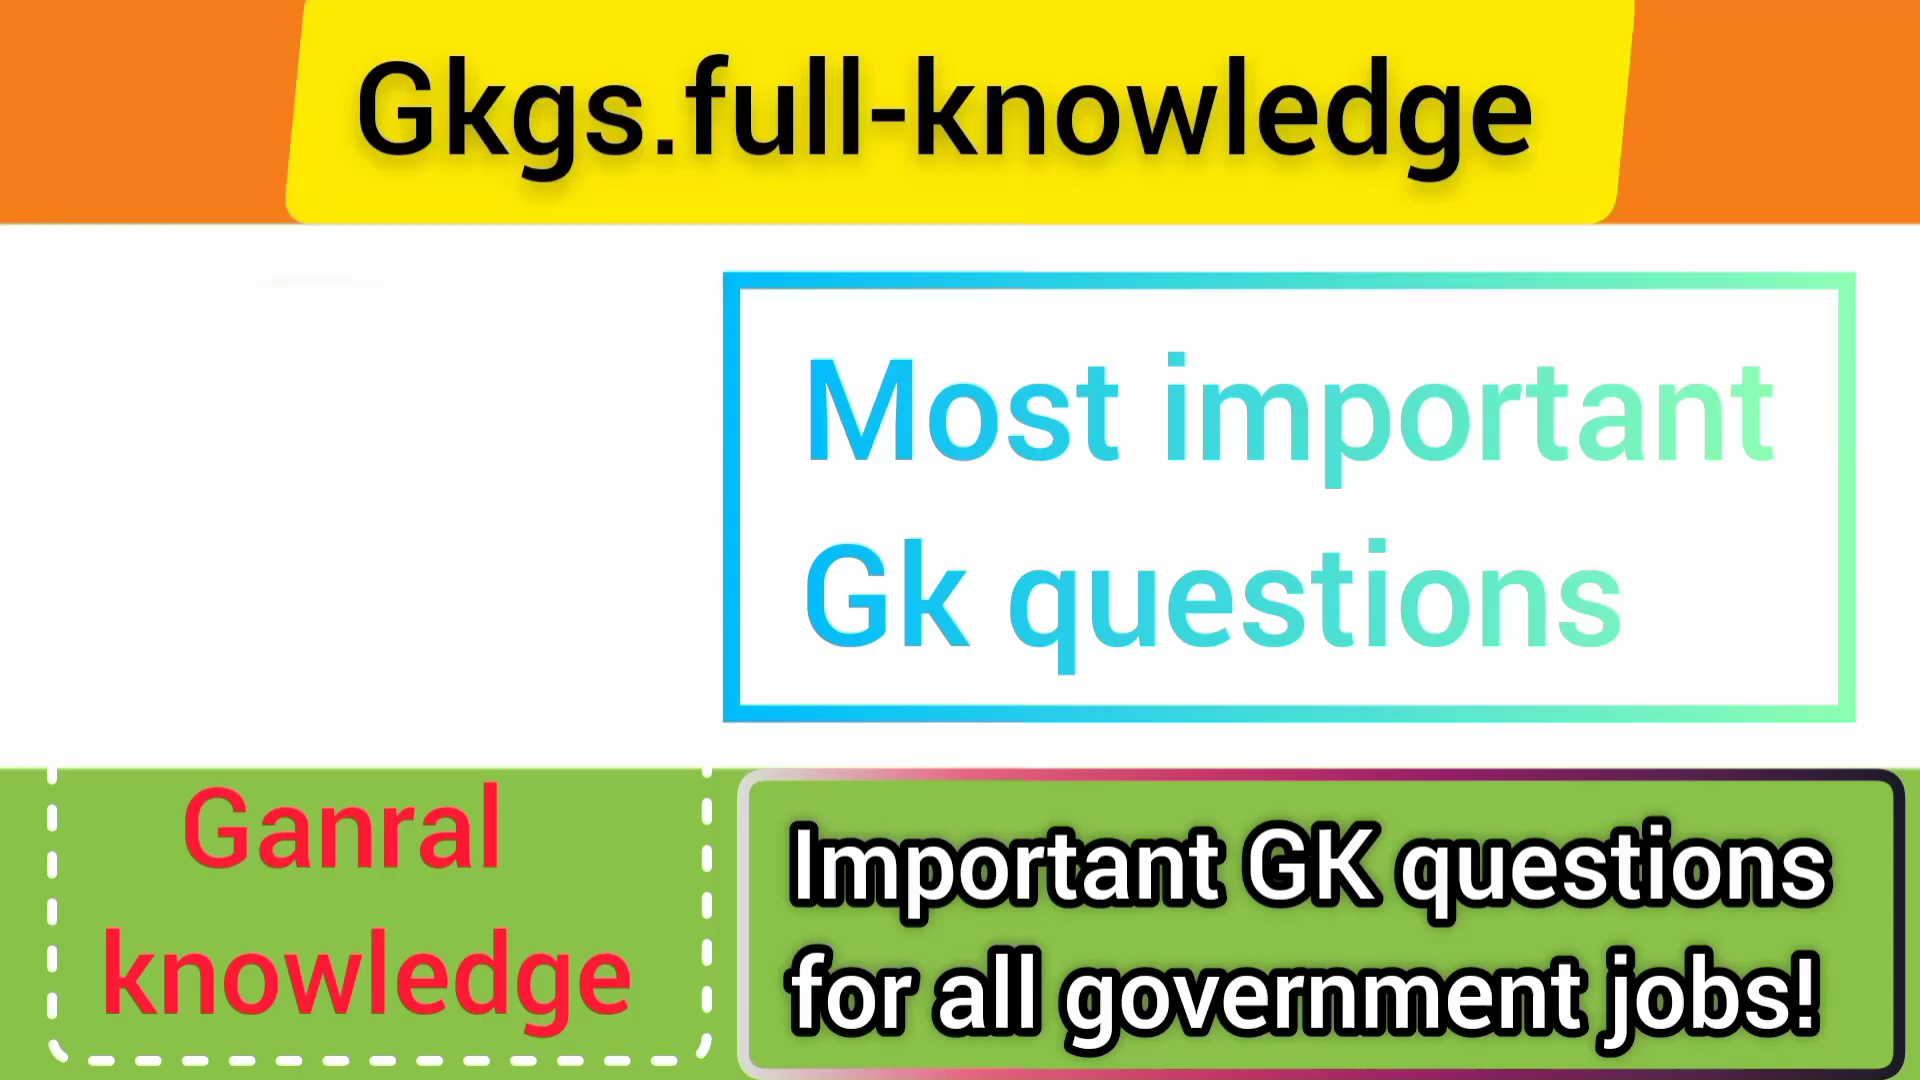 Gkgs.full-knowledge
Most important
Gk questions
Ganral
knowledge
Important GK questions
for all government jobs!